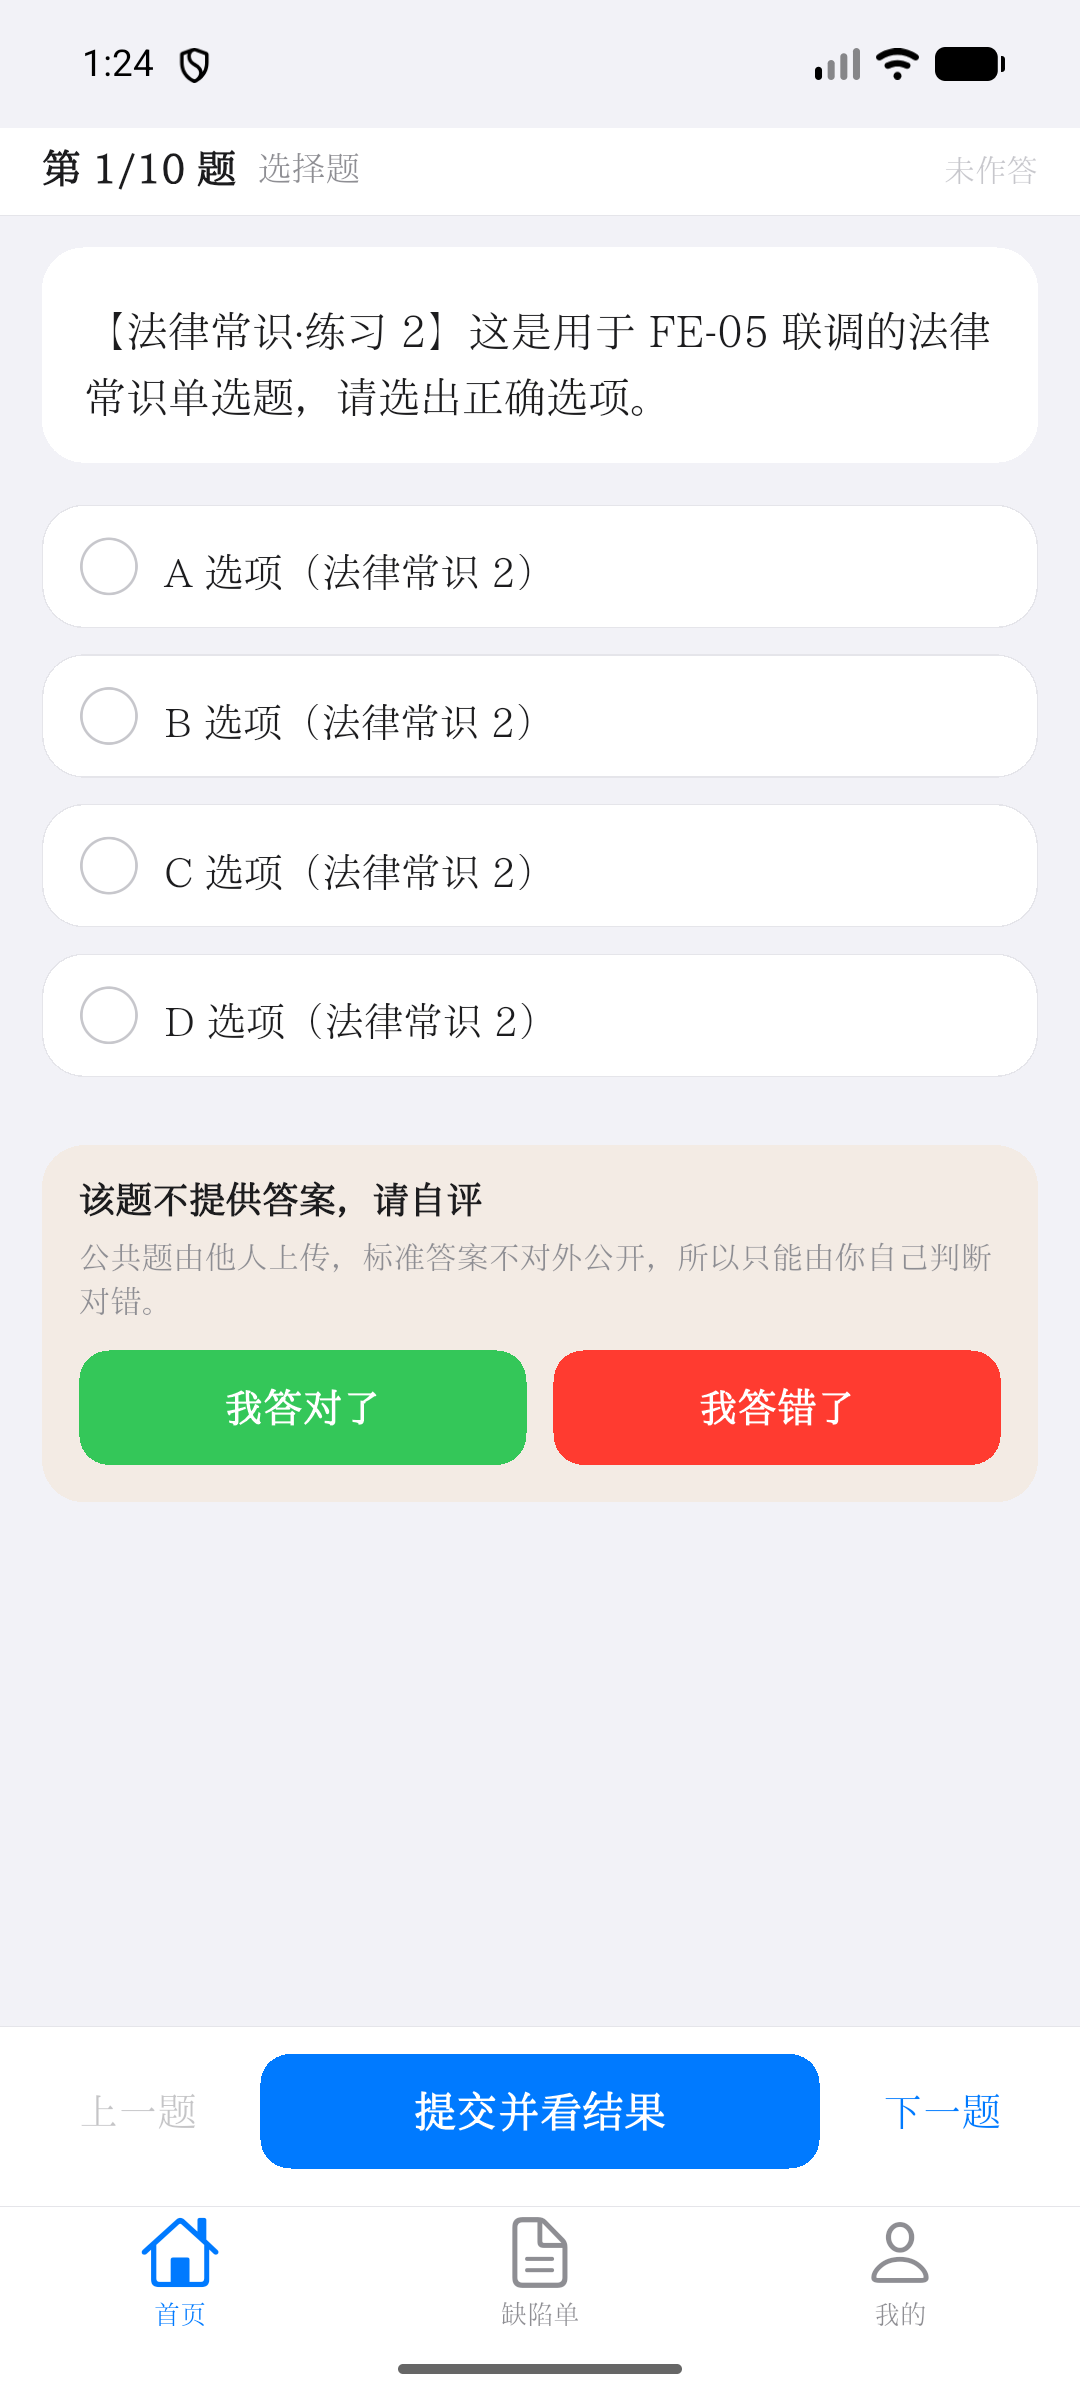 1:24
第 1/10 题 选择题 未作答
【法律常识·练习 2】这是用于 FE-05 联调的法律
常识单选题，请选出正确选项。
A 选项（法律常识 2）
B 选项（法律常识 2）
C 选项（法律常识 2）
D 选项（法律常识 2）
该题不提供答案，请自评
公共题由他人上传，标准答案不对外公开，所以只能由你自己判断
对错。
我答对了 我答错了
上一题 提交并看结果 下一题
首页 缺陷单 我的